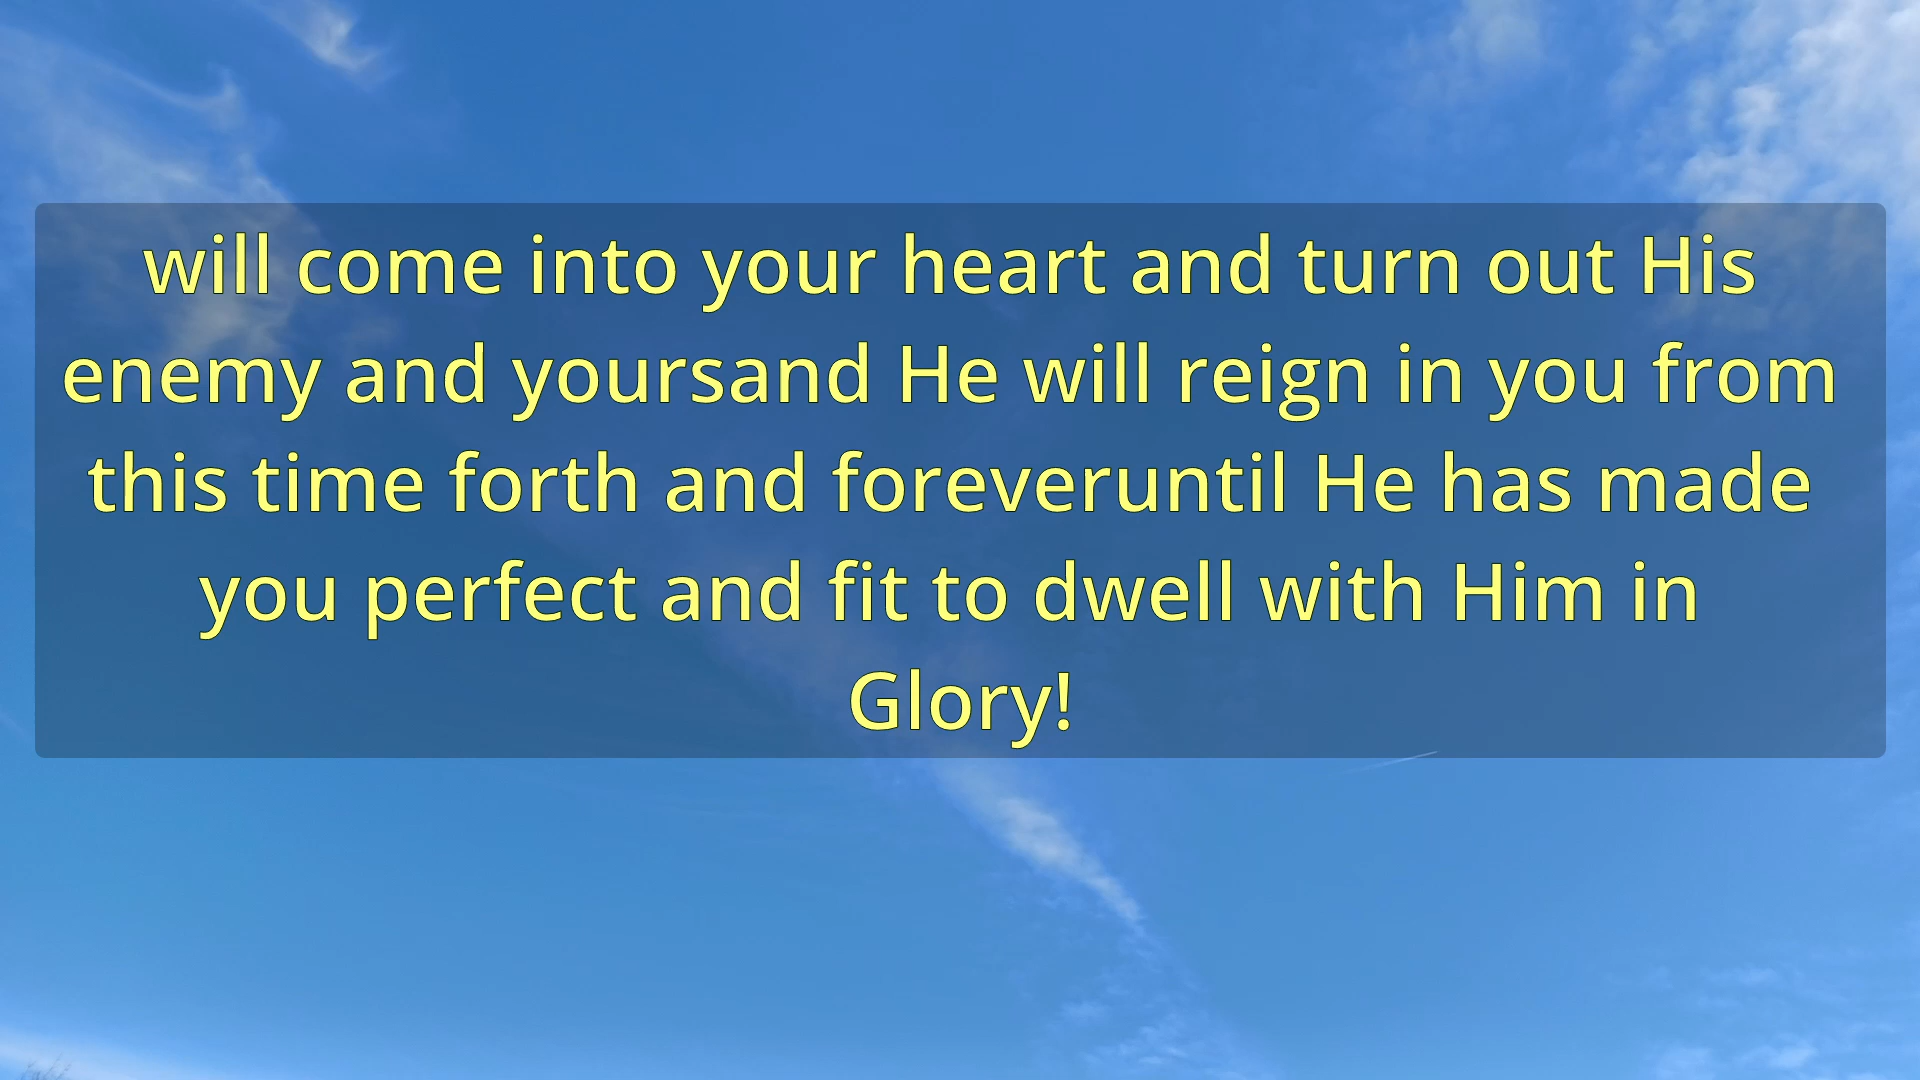 will come into your heart and turn out His
enemy and yoursand He will reign in you from
this time forth and foreveruntil He has made
you perfect and fit to dwell with Him in
Glory!